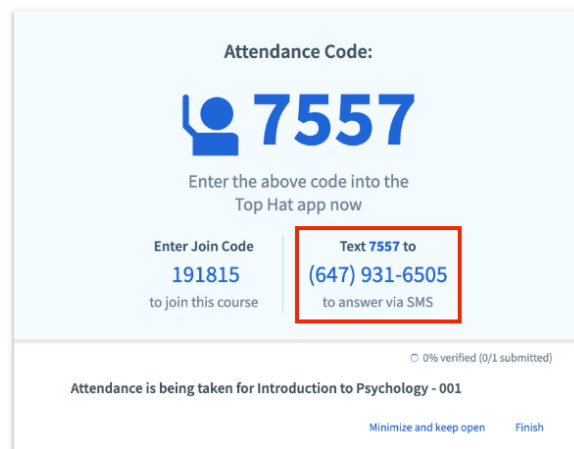 Attendance Code:
7557
Enter the above code into the
Top Hat app now
Enter Join Code
191815
to join this course
Text 7557 to
(647) 931-6505
to answer via SMS
0% verified (0/1 submitted)
Attendance is being taken for Introduction to Psychology - 001
Minimize and keep open
Finish